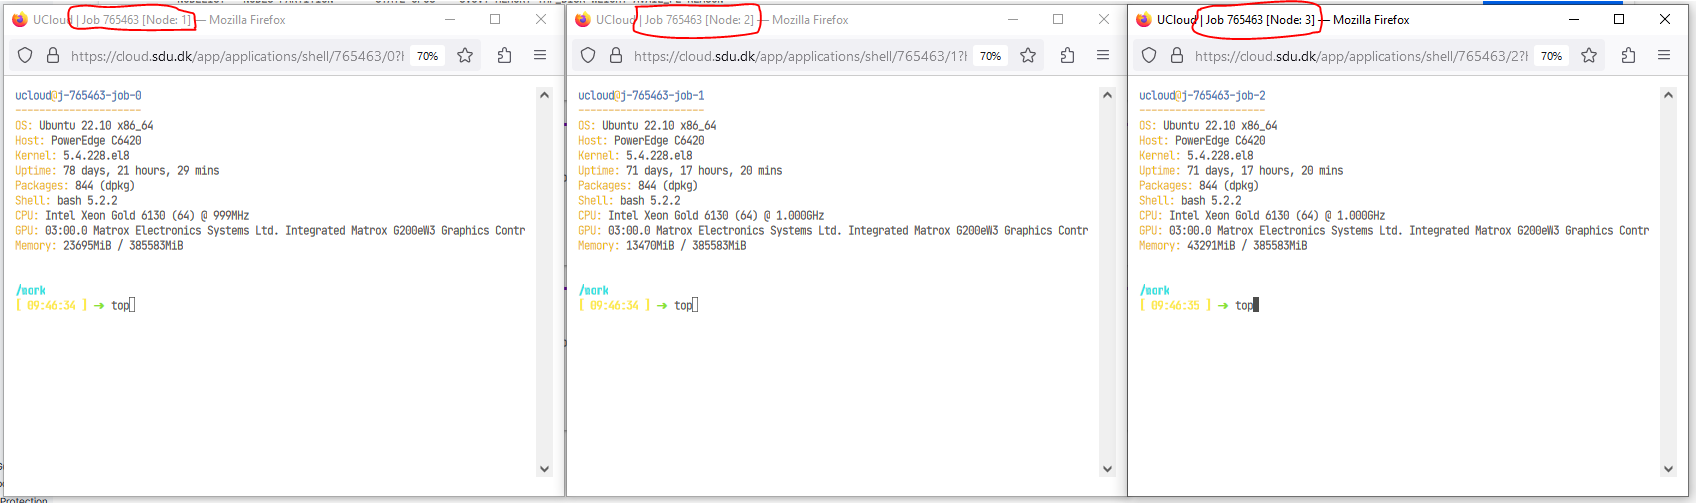 UCloud | Job 765463 [Node: 1] — Mozilla Firefox
https://cloud.sdu.dk/app/applications/shell/765463/0?l 70%
ucloud@j-765463-job-0
---------------------
OS: Ubuntu 22.10 x86_64
Host: PowerEdge C6420
Kernel: 5.4.228.el8
Uptime: 78 days, 21 hours, 29 mins
Packages: 844 (dpkg)
Shell: bash 5.2.2
CPU: Intel Xeon Gold 6130 (64) @ 999MHz
GPU: 03:00.0 Matrox Electronics Systems Ltd. Integrated Matrox G200eW3 Graphics Contr
Memory: 23695MiB / 385583MiB
/work
[ 09:46:34 ] ➜ top
UCloud | Job 765463 [Node: 2] — Mozilla Firefox
https://cloud.sdu.dk/app/applications/shell/765463/1?l 70%
ucloud@j-765463-job-1
---------------------
OS: Ubuntu 22.10 x86_64
Host: PowerEdge C6420
Kernel: 5.4.228.el8
Uptime: 71 days, 17 hours, 20 mins
Packages: 844 (dpkg)
Shell: bash 5.2.2
CPU: Intel Xeon Gold 6130 (64) @ 1.000GHz
GPU: 03:00.0 Matrox Electronics Systems Ltd. Integrated Matrox G200eW3 Graphics Contr
Memory: 13470MiB / 385583MiB
/work
[ 09:46:34 ] ➜ top
UCloud | Job 765463 [Node: 3] — Mozilla Firefox
https://cloud.sdu.dk/app/applications/shell/765463/2?l 70%
ucloud@j-765463-job-2
---------------------
OS: Ubuntu 22.10 x86_64
Host: PowerEdge C6420
Kernel: 5.4.228.el8
Uptime: 71 days, 17 hours, 20 mins
Packages: 844 (dpkg)
Shell: bash 5.2.2
CPU: Intel Xeon Gold 6130 (64) @ 1.000GHz
GPU: 03:00.0 Matrox Electronics Systems Ltd. Integrated Matrox G200eW3 Graphics Contr
Memory: 43291MiB / 385583MiB
/work
[ 09:46:35 ] ➜ top
Protection